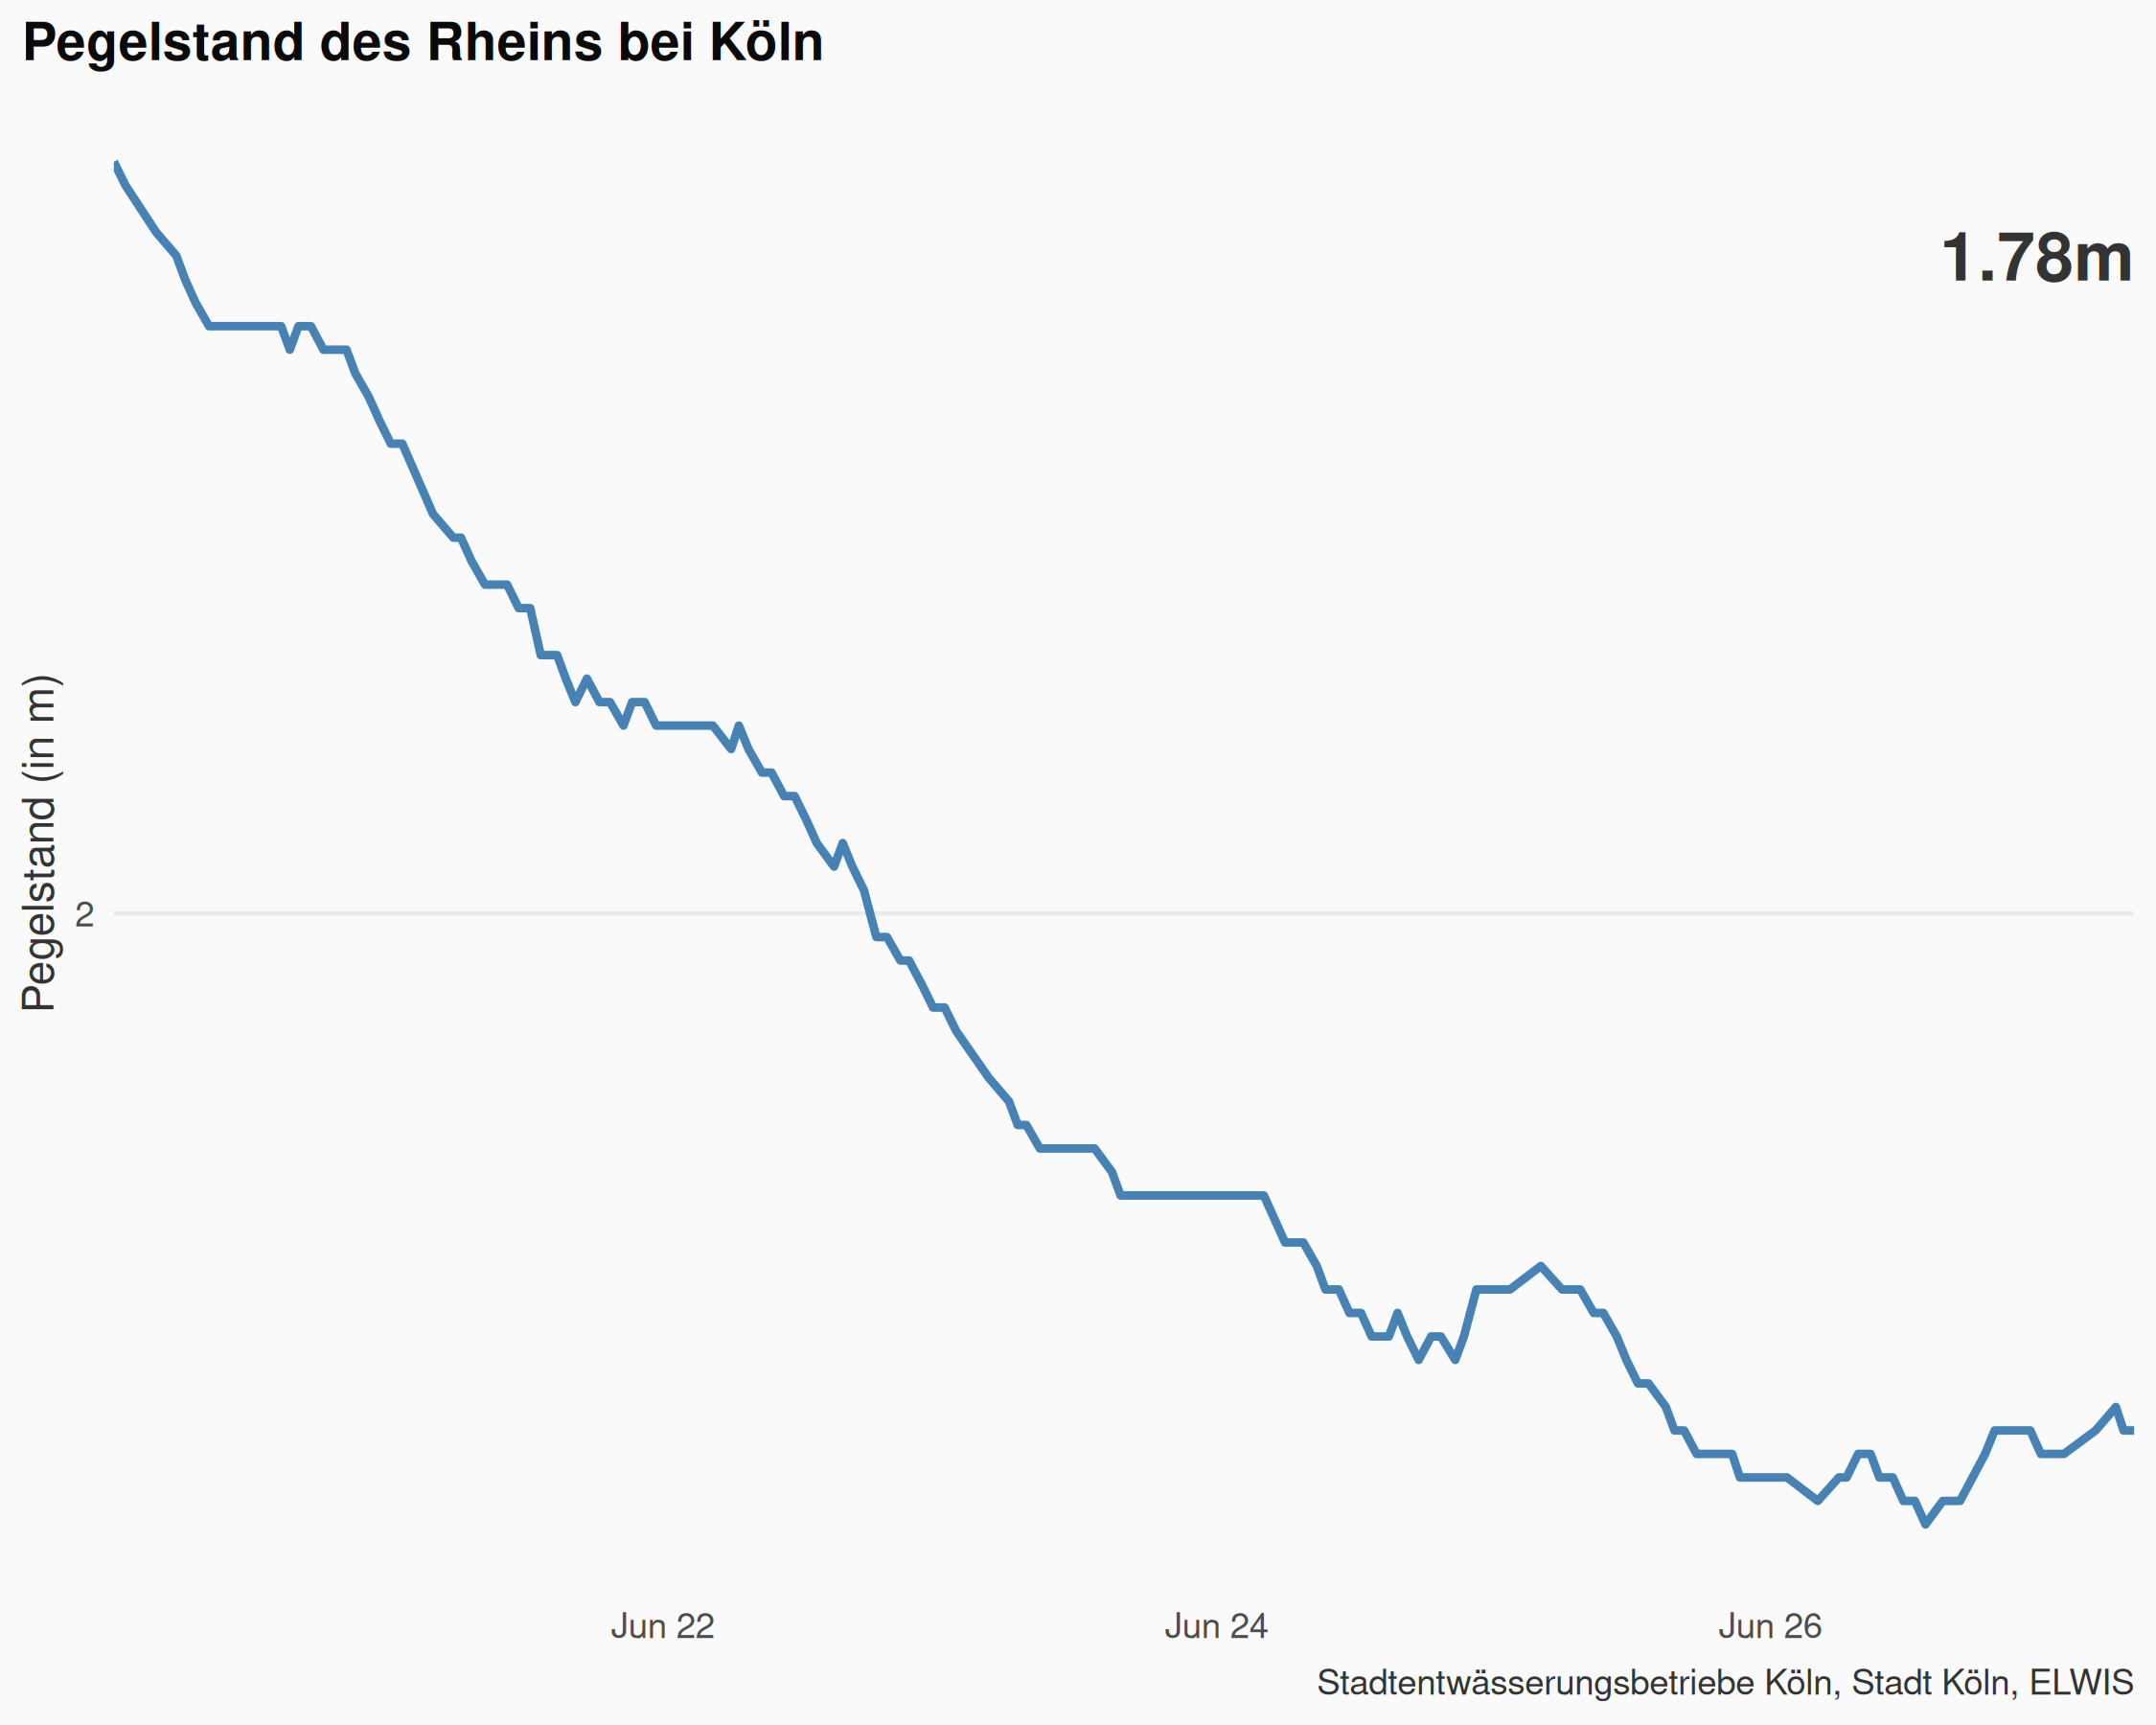 Pegelstand des Rheins bei Köln
1.78m
Pegelstand (in m)
2
Jun 22
Jun 24
Jun 26
Stadtentwässerungsbetriebe Köln, Stadt Köln, ELWIS